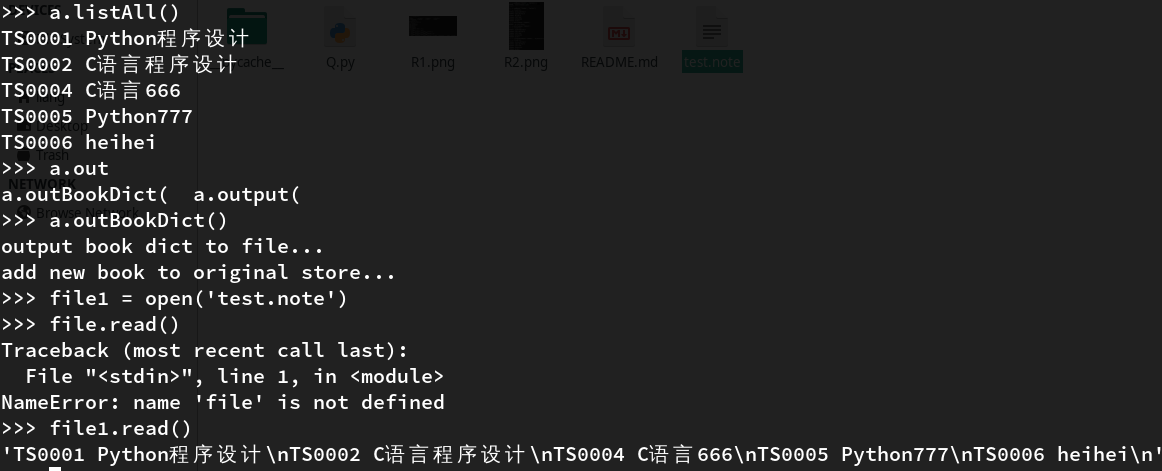 >>> a.listAll()
TS0001 Python程序设计
TS0002 C语言程序设计
TS0004 C语言666
TS0005 Python777
TS0006 heihei
>>> a.out
a.outBookDict(  a.output(
>>> a.outBookDict()
output book dict to file...
add new book to original store...
>>> file1 = open('test.note')
>>> file.read()
Traceback (most recent call last):
  File "<stdin>", line 1, in <module>
NameError: name 'file' is not defined
>>> file1.read()
'TS0001 Python程序设计\nTS0002 C语言程序设计\nTS0004 C语言666\nTS0005 Python777\nTS0006 heihei\n'
Q.py
R1.png
R2.png
README.md
test.note
Desktop
Trash
NETWORK